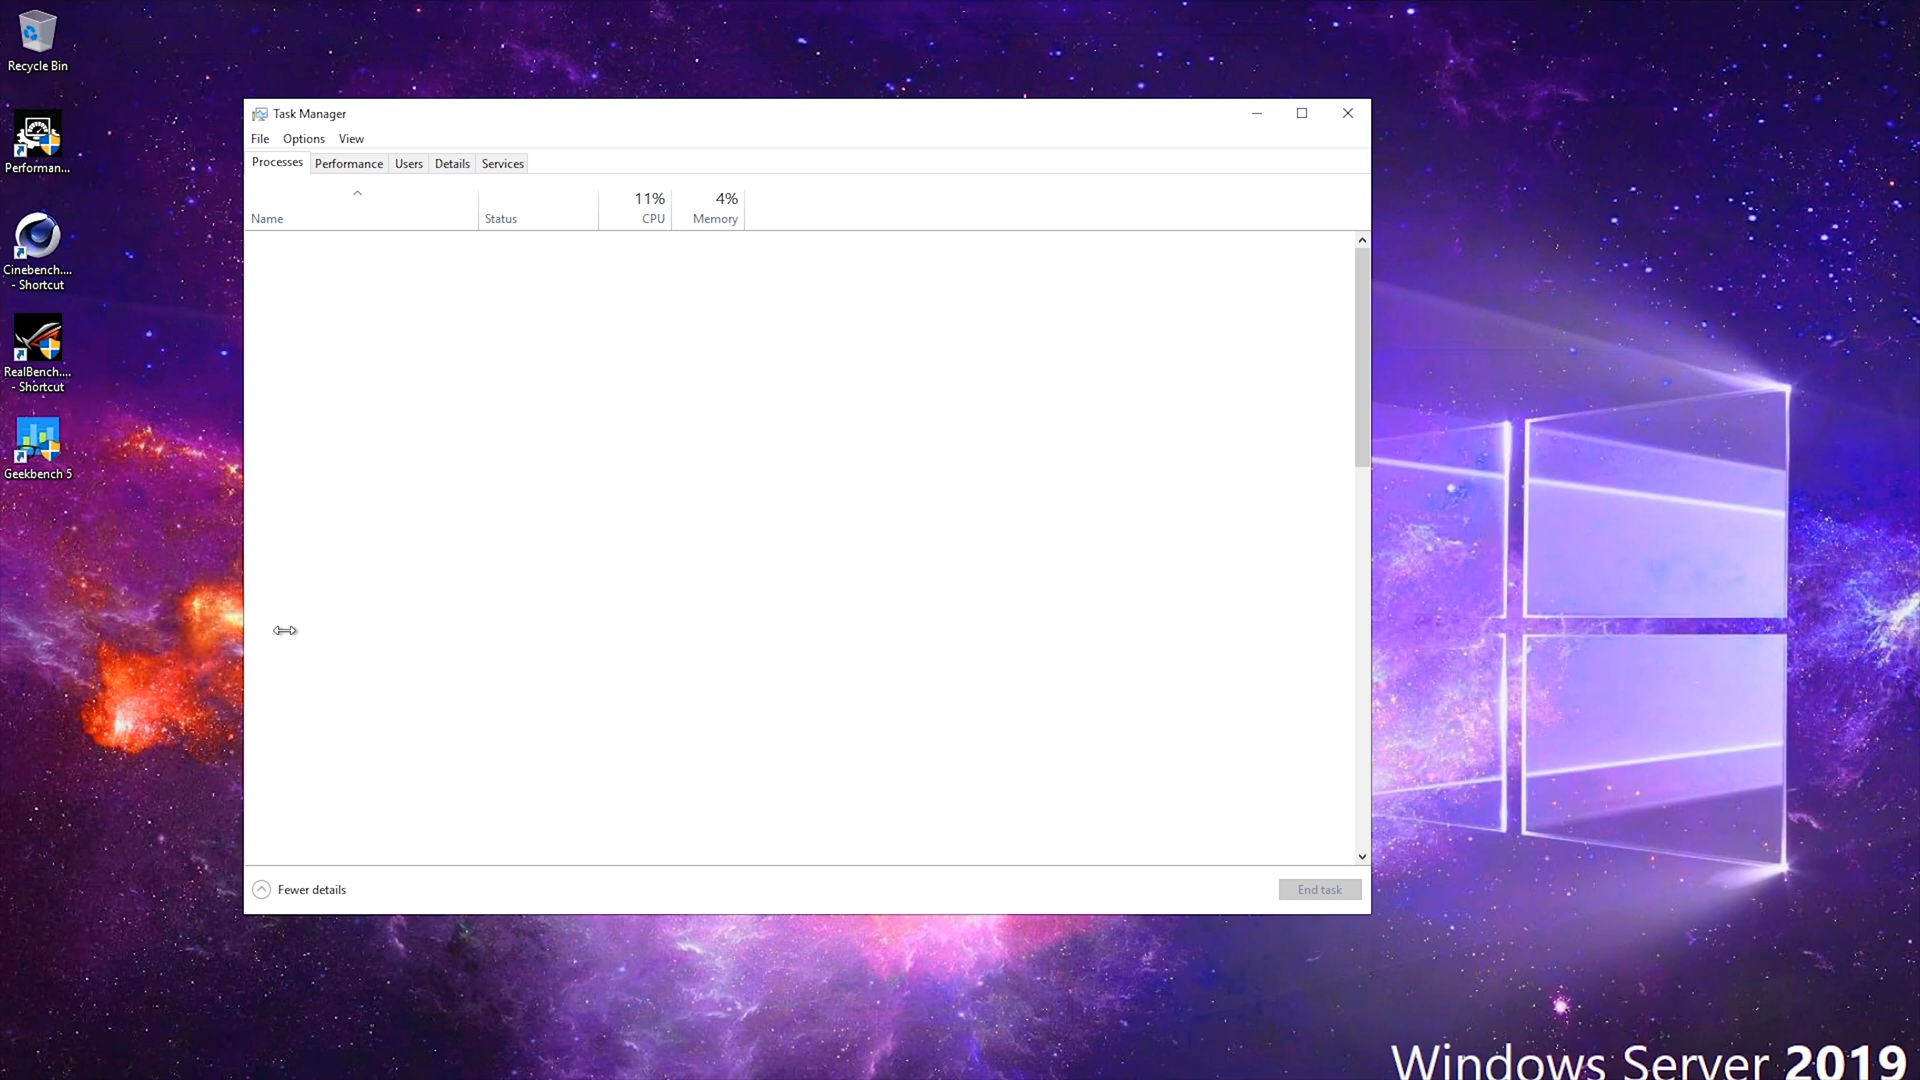 Recycle Bin
Performan...
Cinebench....
- Shortcut
RealBench....
- Shortcut
Geekbench 5
Task Manager
File Options View
Processes Performance Users Details Services
11% 4%
Name Status CPU Memory
Fewer details
End task
Windows Server 2019